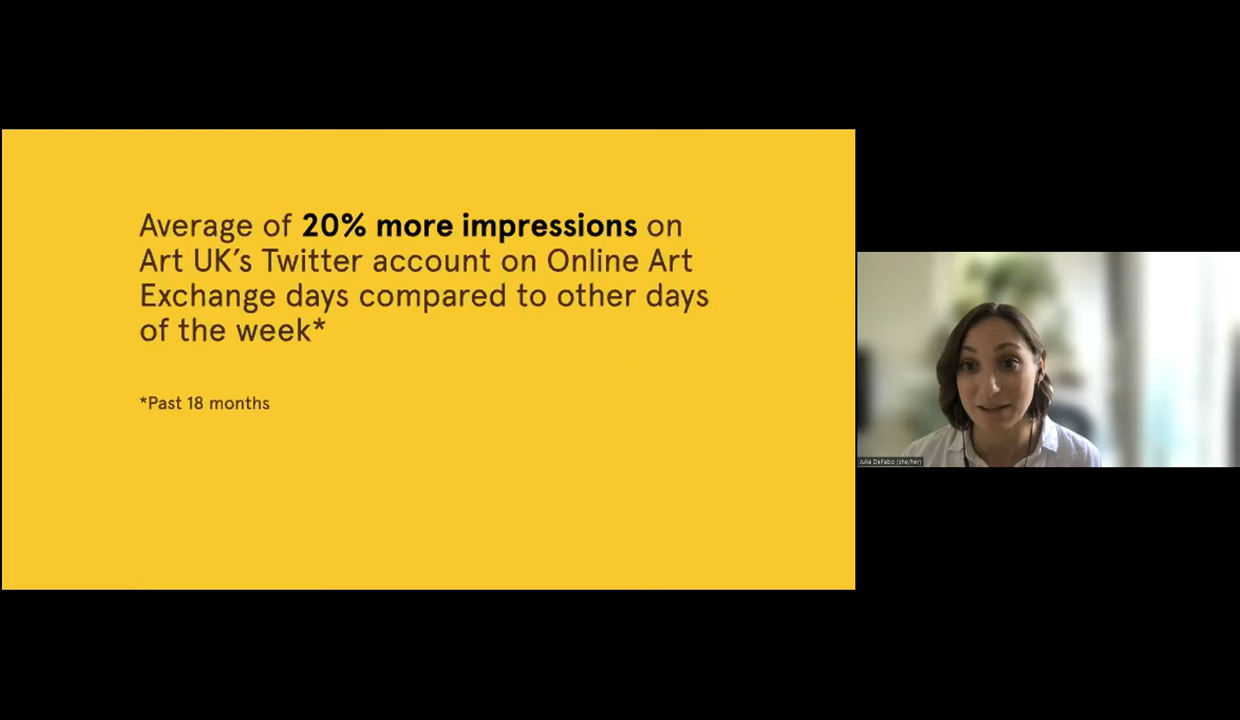 Average of 20% more impressions on
Art UK's Twitter account on Online Art
Exchange days compared to other days
of the week*
*Past 18 months
Julia DeFabo (she/her)